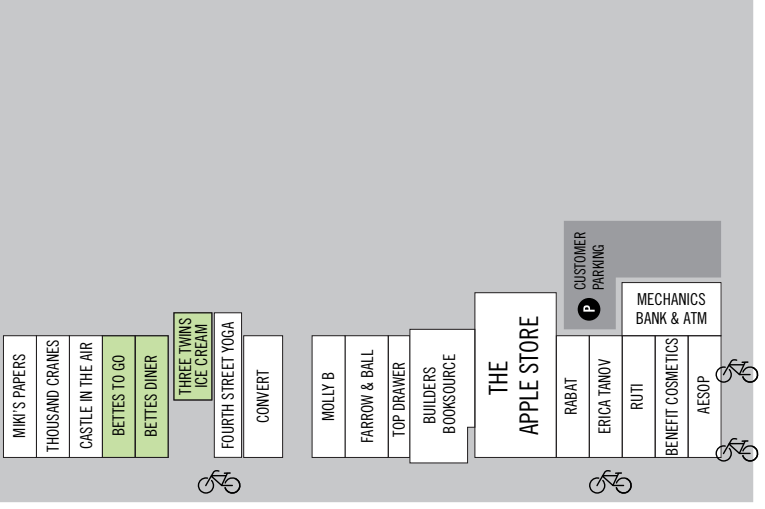 MIKI'S PAPERS
THOUSAND CRANES
CASTLE IN THE AIR
BETTES TO GO
BETTES DINER
THREE TWINS
ICE CREAM
FOURTH STREET YOGA
CONVERT
MOLLY B
FARROW & BALL
TOP DRAWER
BUILDERS
BOOKSOURCE
THE
APPLE STORE
RABAT
ERICA TANOV
P
CUSTOMER
PARKING
MECHANICS
BANK & ATM
RUTI
BENEFIT COSMETICS
AESOP